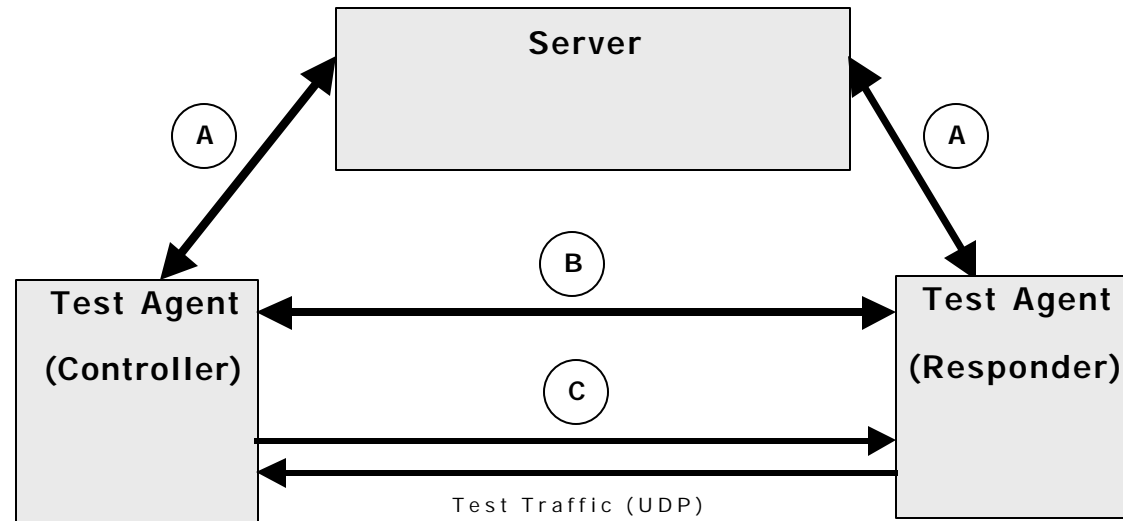 Server
A
A
B
Test Agent
(Controller)
Test Agent
(Responder)
C
Test Traffic (UDP)